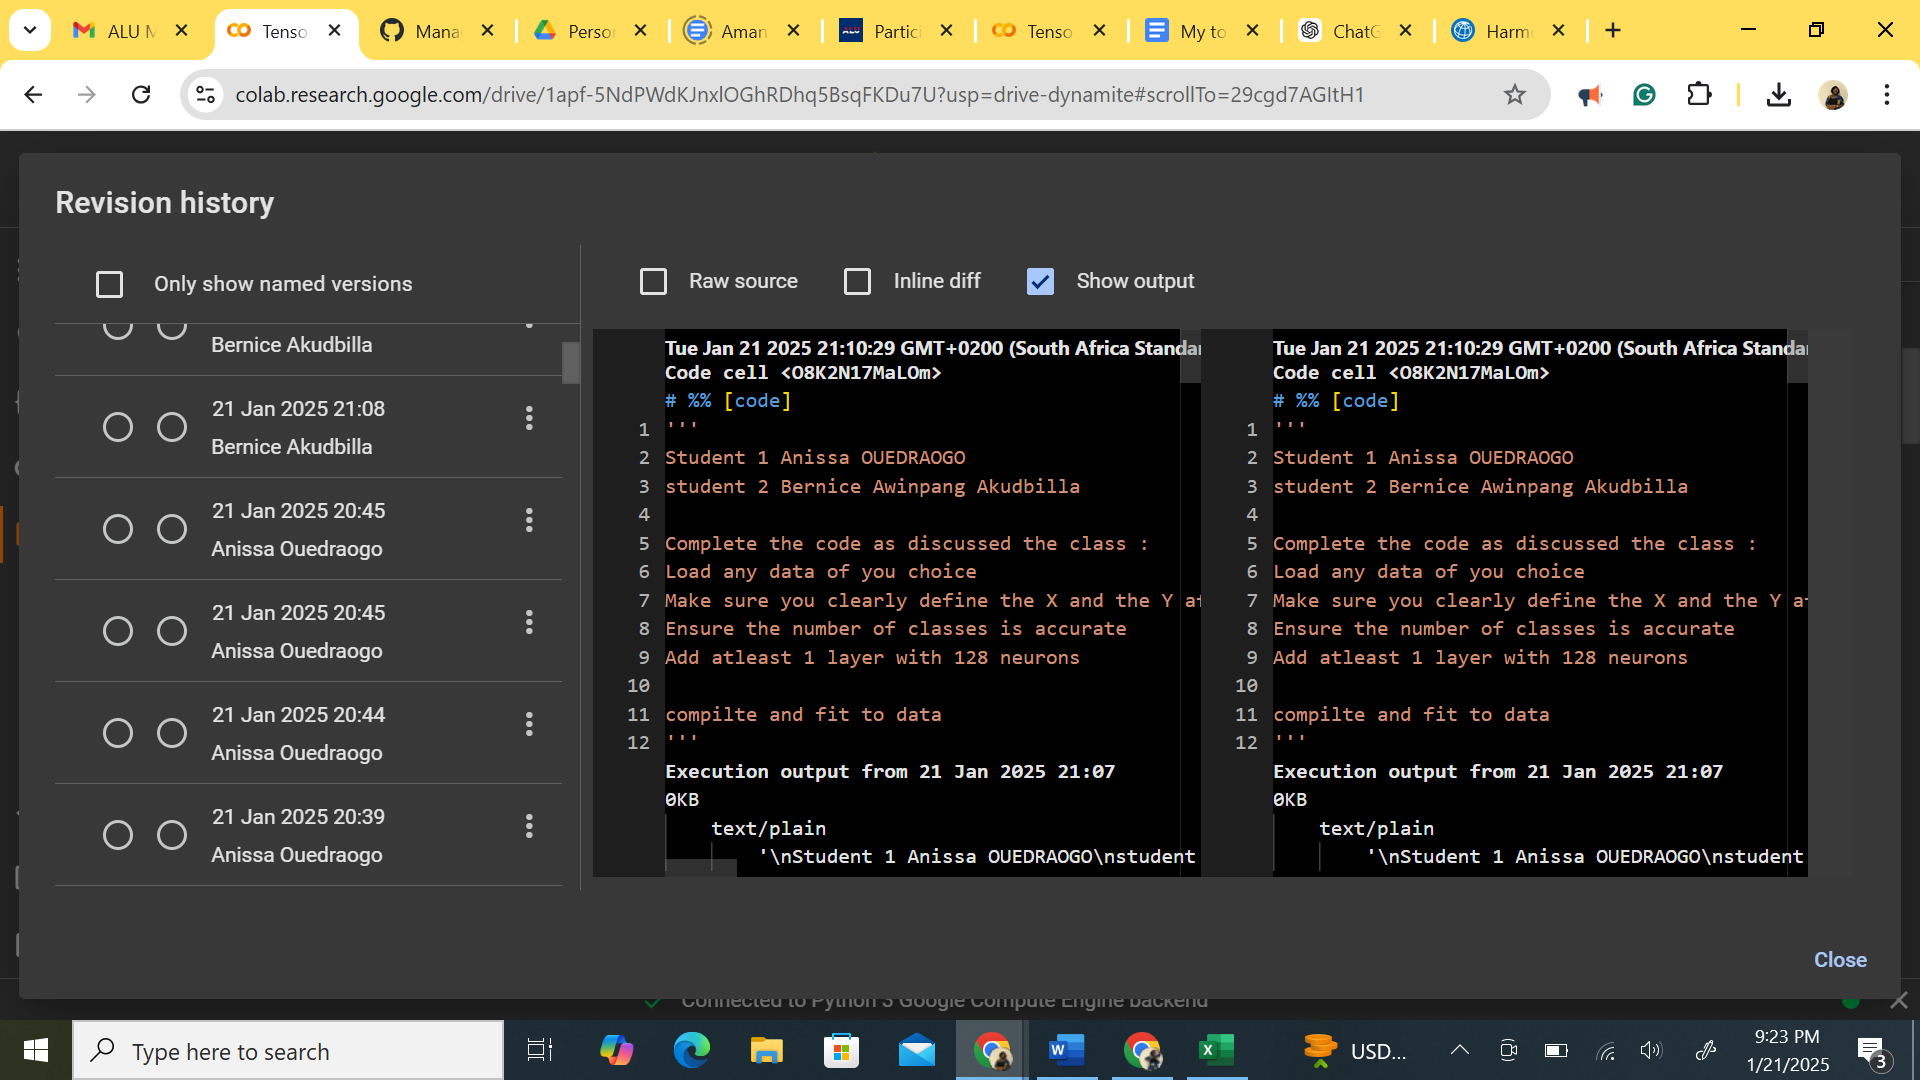 ALU M
Tenso
Mana
Person
Aman
Partici
Tenso
My to
ChatG
Harm
colab.research.google.com/drive/1apf-5NdPWdKJnxlOGhRDhq5BsqFKDu7U?usp=drive-dynamite#scrollTo=29cgd7AGItH1
Revision history
Only show named versions
Raw source
Inline diff
Show output
Bernice Akudbilla
21 Jan 2025 21:08
Bernice Akudbilla
21 Jan 2025 20:45
Anissa Ouedraogo
21 Jan 2025 20:45
Anissa Ouedraogo
21 Jan 2025 20:44
Anissa Ouedraogo
21 Jan 2025 20:39
Anissa Ouedraogo
Tue Jan 21 2025 21:10:29 GMT+0200 (South Africa Standar
Code cell <O8K2N17MaLOm>
# %% [code]
1 '''
2 Student 1 Anissa OUEDRAOGO
3 student 2 Bernice Awinpang Akudbilla
4
5 Complete the code as discussed the class :
6 Load any data of you choice
7 Make sure you clearly define the X and the Y at
8 Ensure the number of classes is accurate
9 Add atleast 1 layer with 128 neurons
10
11 compilte and fit to data
12 '''
Execution output from 21 Jan 2025 21:07
0KB
text/plain
'\nStudent 1 Anissa OUEDRAOGO\nstudent
Tue Jan 21 2025 21:10:29 GMT+0200 (South Africa Standar
Code cell <O8K2N17MaLOm>
# %% [code]
1 '''
2 Student 1 Anissa OUEDRAOGO
3 student 2 Bernice Awinpang Akudbilla
4
5 Complete the code as discussed the class :
6 Load any data of you choice
7 Make sure you clearly define the X and the Y at
8 Ensure the number of classes is accurate
9 Add atleast 1 layer with 128 neurons
10
11 compilte and fit to data
12 '''
Execution output from 21 Jan 2025 21:07
0KB
text/plain
'\nStudent 1 Anissa OUEDRAOGO\nstudent
Close
Connected to Python 3 Google Compute Engine backend
Type here to search
USD...
9:23 PM
1/21/2025
3